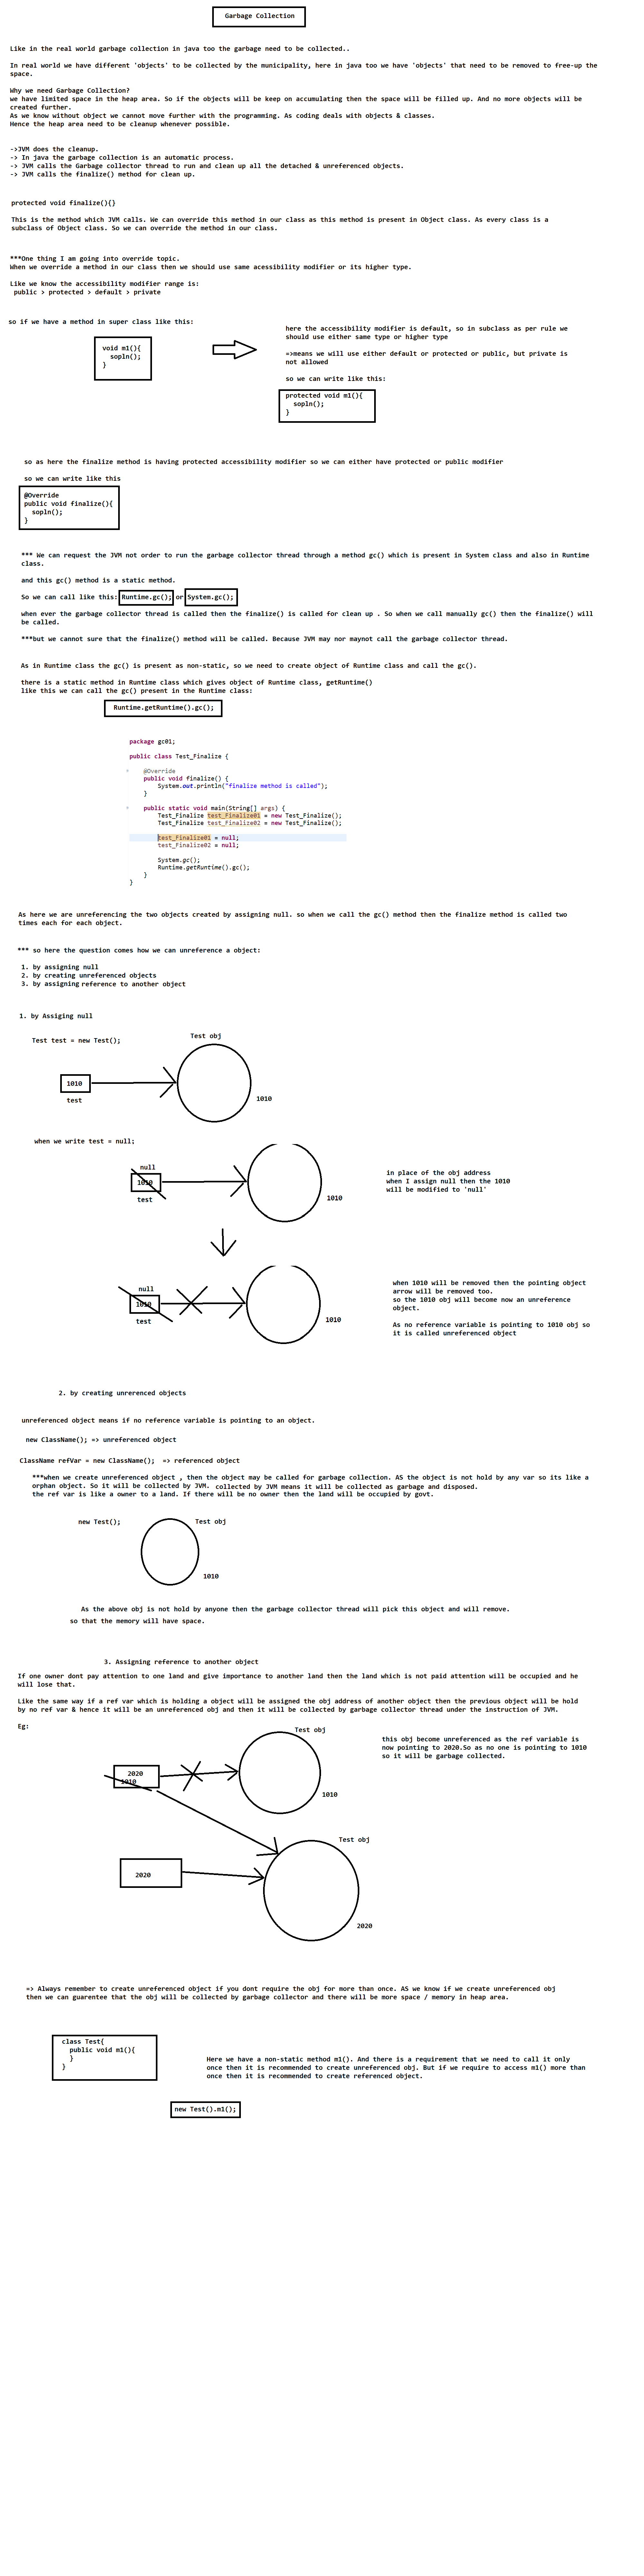 Garbage Collection
Like in the real world garbage collection in java too the garbage need to be collected..
In real world we have different 'objects' to be collected by the municipality, here in java too we have 'objects' that need to be removed to free-up the
space.
Why we need Garbage Collection?
we have limited space in the heap area. So if the objects will be keep on accumulating then the space will be filled up. And no more objects will be
created further.
As we know without object we cannot move further with the programming. As coding deals with objects & classes.
Hence the heap area need to be cleanup whenever possible.
->JVM does the cleanup.
-> In java the garbage collection is an automatic process.
-> JVM calls the Garbage collector thread to run and clean up all the detached & unreferenced objects.
-> JVM calls the finalize() method for clean up.
protected void finalize(){}
This is the method which JVM calls. We can override this method in our class as this method is present in Object class. As every class is a
subclass of Object class. So we can override the method in our class.
***One thing I am going into override topic.
When we override a method in our class then we should use same acessibility modifier or its higher type.
Like we know the accessibility modifier range is:
public > protected > default > private
so if we have a method in super class like this:
void m1(){
sopln();
}
here the accessibility modifier is default, so in subclass as per rule we
should use either same type or higher type
=>means we will use either default or protected or public, but private is
not allowed
so we can write like this:
protected void m1(){
sopln();
}
so as here the finalize method is having protected accessibility modifier so we can either have protected or public modifier
so we can write like this
@Override
public void finalize(){
sopln();
}
*** We can request the JVM not order to run the garbage collector thread through a method gc() which is present in System class and also in Runtime
class.
and this gc() method is a static method.
So we can call like this: Runtime.gc(); or System.gc();
when ever the garbage collector thread is called then the finalize() is called for clean up . So when we call manually gc() then the finalize() will
be called.
***but we cannot sure that the finalize() method will be called. Because JVM may nor maynot call the garbage collector thread.
As in Runtime class the gc() is present as non-static, so we need to create object of Runtime class and call the gc().
there is a static method in Runtime class which gives object of Runtime class, getRuntime()
like this we can call the gc() present in the Runtime class:
Runtime.getRuntime().gc();
package gc01;
public class Test_Finalize {
@Override
public void finalize() {
System.out.println("finalize method is called");
}
public static void main(String[] args) {
Test_Finalize test_Finalize01 = new Test_Finalize();
Test_Finalize test_Finalize02 = new Test_Finalize();
test_Finalize01 = null;
test_Finalize02 = null;
System.gc();
Runtime.getRuntime().gc();
}
}
As here we are unreferencing the two objects created by assigning null. so when we call the gc() method then the finalize method is called two
times each for each object.
*** so here the question comes how we can unreference a object:
1. by assigning null
2. by creating unreferenced objects
3. by assigning reference to another object
1. by Assiging null
Test test = new Test();
Test obj
1010
test
1010
when we write test = null;
null
1010
test
1010
in place of the obj address
when I assign null then the 1010
will be modified to 'null'
null
1010
test
1010
when 1010 will be removed then the pointing object
arrow will be removed too.
so the 1010 obj will become now an unreference
object.
As no reference variable is pointing to 1010 obj so
it is called unreferenced object
2. by creating unrerenced objects
unreferenced object means if no reference variable is pointing to an object.
new ClassName(); => unreferenced object
ClassName refVar = new ClassName(); => referenced object
***when we create unreferenced object , then the object may be called for garbage collection. AS the object is not hold by any var so its like a
orphan object. So it will be collected by JVM. collected by JVM means it will be collected as garbage and disposed.
the ref var is like a owner to a land. If there will be no owner then the land will be occupied by govt.
new Test();
Test obj
1010
As the above obj is not hold by anyone then the garbage collector thread will pick this object and will remove.
so that the memory will have space.
3. Assigning reference to another object
If one owner dont pay attention to one land and give importance to another land then the land which is not paid attention will be occupied and he
will lose that.
Like the same way if a ref var which is holding a object will be assigned the obj address of another object then the previous object will be hold
by no ref var & hence it will be an unreferenced obj and then it will be collected by garbage collector thread under the instruction of JVM.
Eg:
Test obj
this obj become unreferenced as the ref variable is
now pointing to 2020.So as no one is pointing to 1010
so it will be garbage collected.
2020
1010
1010
Test obj
2020
2020
=> Always remember to create unreferenced object if you dont require the obj for more than once. AS we know if we create unreferenced obj
then we can guarentee that the obj will be collected by garbage collector and there will be more space / memory in heap area.
class Test{
public void m1(){
}
}
Here we have a non-static method m1(). And there is a requirement that we need to call it only
once then it is recommended to create unreferenced obj. But if we require to access m1() more than
once then it is recommended to create referenced object.
new Test().m1();